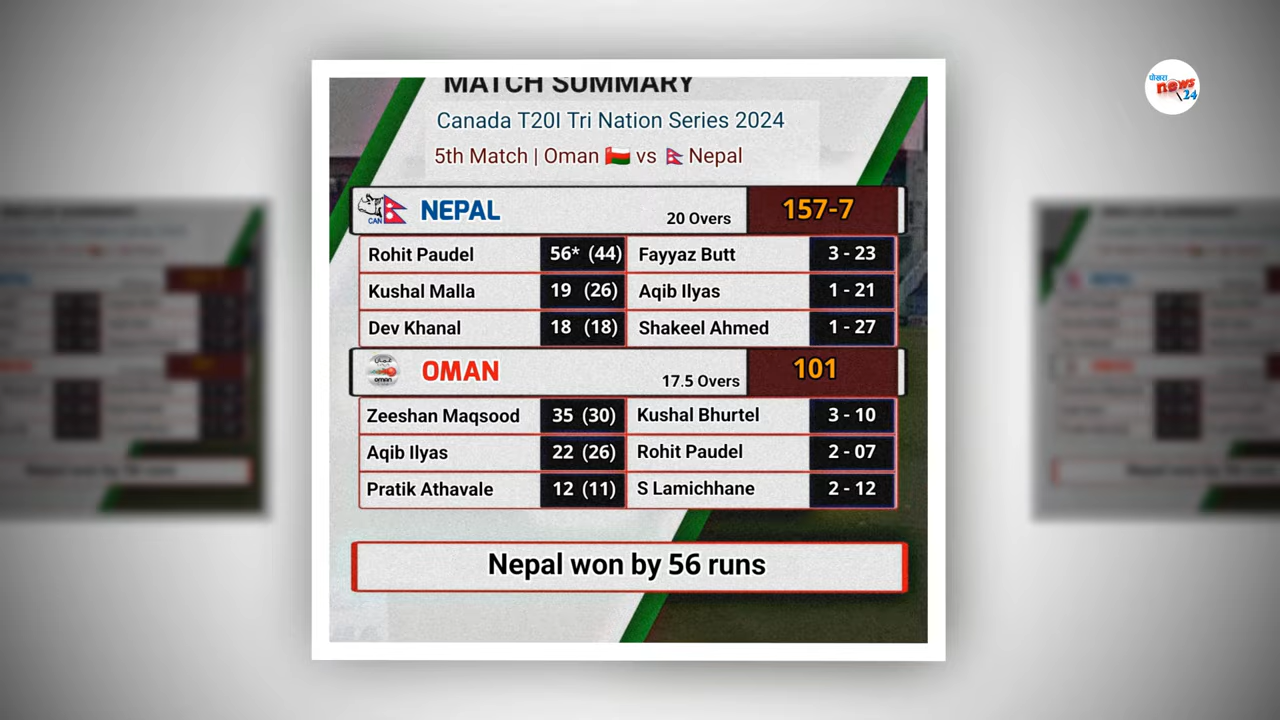 MATCH SUMMARY
Canada T20I Tri Nation Series 2024
5th Match | Oman 🇴🇲 vs 🇳🇵 Nepal
CAN NEPAL 20 Overs 157-7
Rohit Paudel 56* (44) Fayyaz Butt 3 - 23
Kushal Malla 19 (26) Aqib Ilyas 1 - 21
Dev Khanal 18 (18) Shakeel Ahmed 1 - 27
oman OMAN 17.5 Overs 101
Zeeshan Maqsood 35 (30) Kushal Bhurtel 3 - 10
Aqib Ilyas 22 (26) Rohit Paudel 2 - 07
Pratik Athavale 12 (11) S Lamichhane 2 - 12
Nepal won by 56 runs
पोखरा
news
24